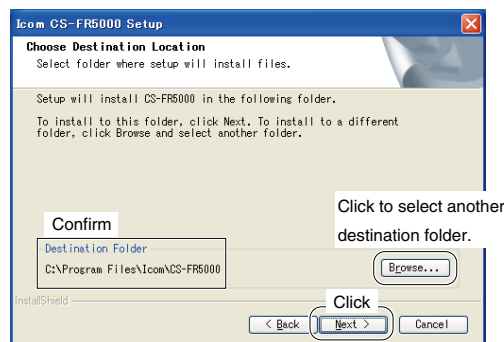 Icom CS-FR5000 Setup
Choose Destination Location
Select folder where setup will install files.
Setup will install CS-FR5000 in the following folder.
To install to this folder, click Next. To install to a different
folder, click Browse and select another folder.
Click to select another
destination folder.
Confirm
Destination Folder
C:\Program Files\Icom\CS-FR5000
Browse...
InstallShield
Click
< Back
Next >
Cancel